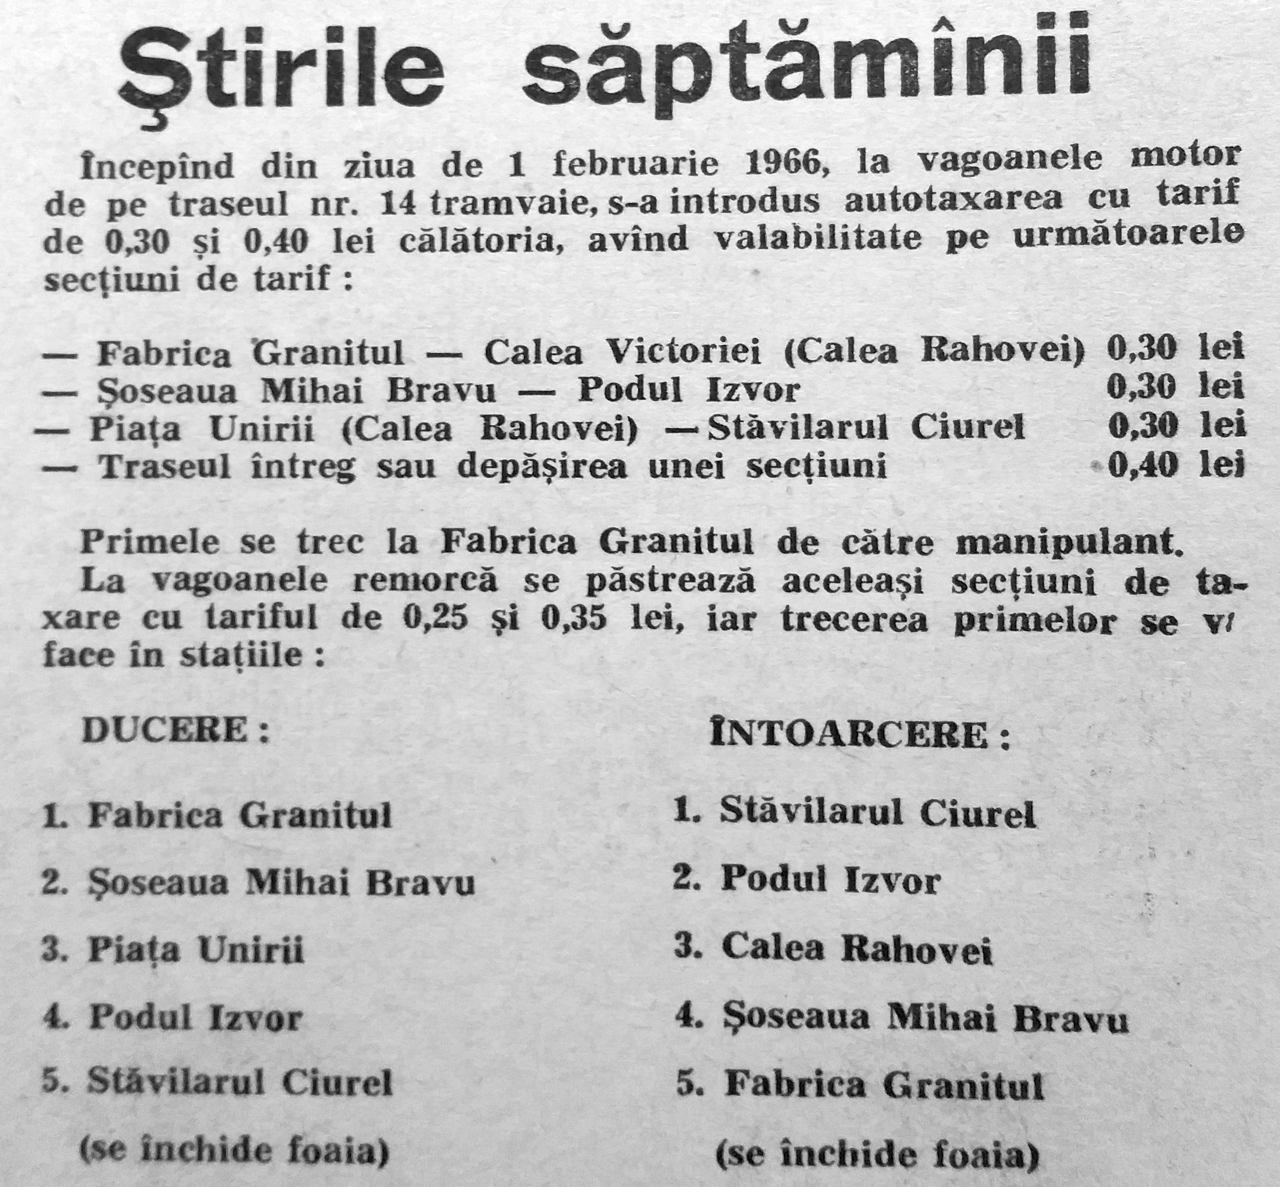 Ştirile săptămînii
Începînd din ziua de 1 februarie 1966, la vagoanele motor
de pe traseul nr. 14 tramvaie, s-a introdus autotaxarea cu tarif
de 0,30 și 0,40 lei călătoria, avînd valabilitate pe următoarele
secțiuni de tarif :
— Fabrica Granitul — Calea Victoriei (Calea Rahovei) 0,30 lei
— Șoseaua Mihai Bravu — Podul Izvor 0,30 lei
— Piața Unirii (Calea Rahovei) — Stăvilarul Ciurel 0,30 lei
— Traseul întreg sau depășirea unei secțiuni 0,40 lei
Primele se trec la Fabrica Granitul de către manipulant.
La vagoanele remorcă se păstrează aceleași secțiuni de ta-
xare cu tariful de 0,25 și 0,35 lei, iar trecerea primelor se
face în stațiile :
DUCERE :
1. Fabrica Granitul
2. Șoseaua Mihai Bravu
3. Piața Unirii
4. Podul Izvor
5. Stăvilarul Ciurel
(se închide foaia)
ÎNTOARCERE :
1. Stăvilarul Ciurel
2. Podul Izvor
3. Calea Rahovei
4. Șoseaua Mihai Bravu
5. Fabrica Granitul
(se închide foaia)